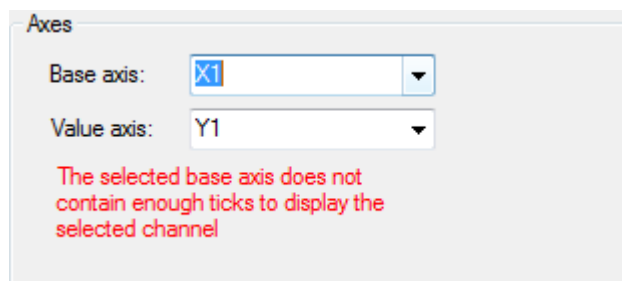 Axes
Base axis: X1
Value axis: Y1
The selected base axis does not
contain enough ticks to display the
selected channel